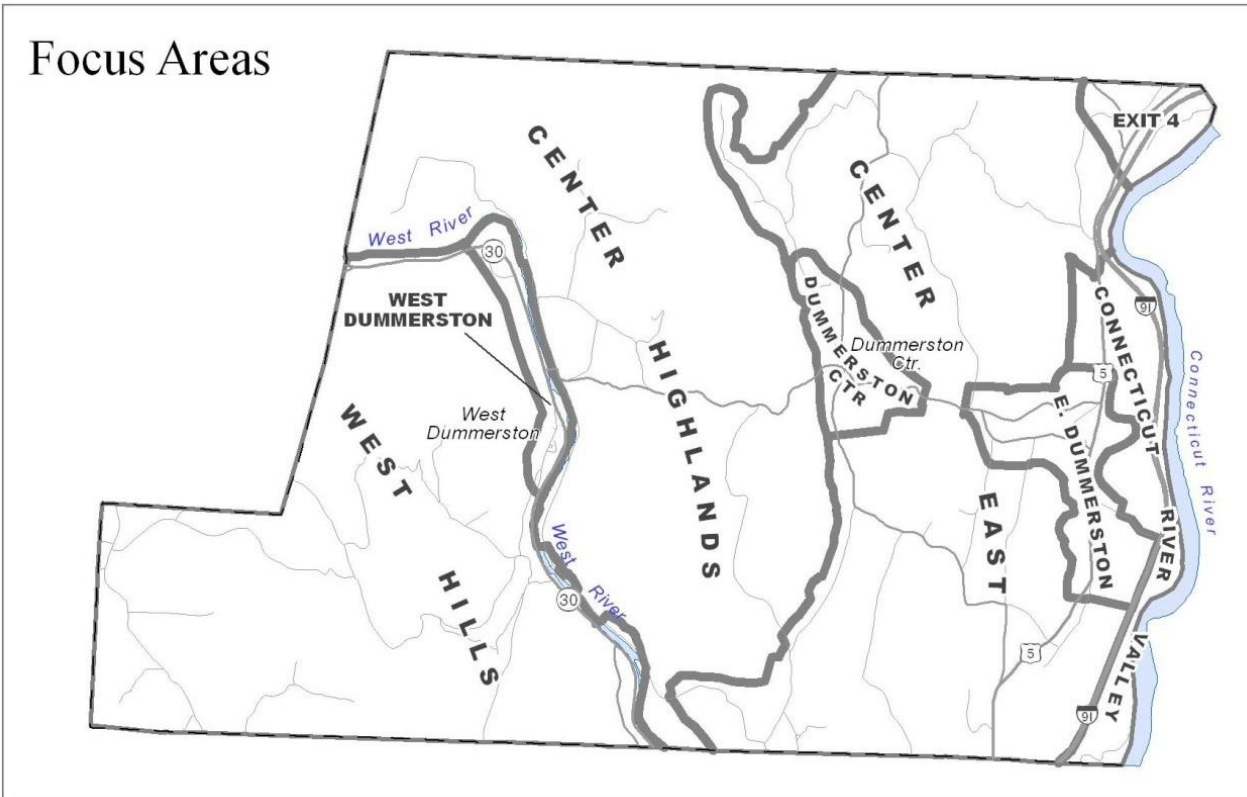 Focus Areas
EXIT 4
CENTER
HIGHLANDS
CENTER
EAST
West River
30
WEST
DUMMERSTON
DUMMERSTON
CTR
Dummerston
Ctr.
91
CONNECTICUT
RIVER
VALLEY
Connecticut River
5
E. DUMMERSTON
West
Dummerston
WEST
HILLS
West River
30
5
91